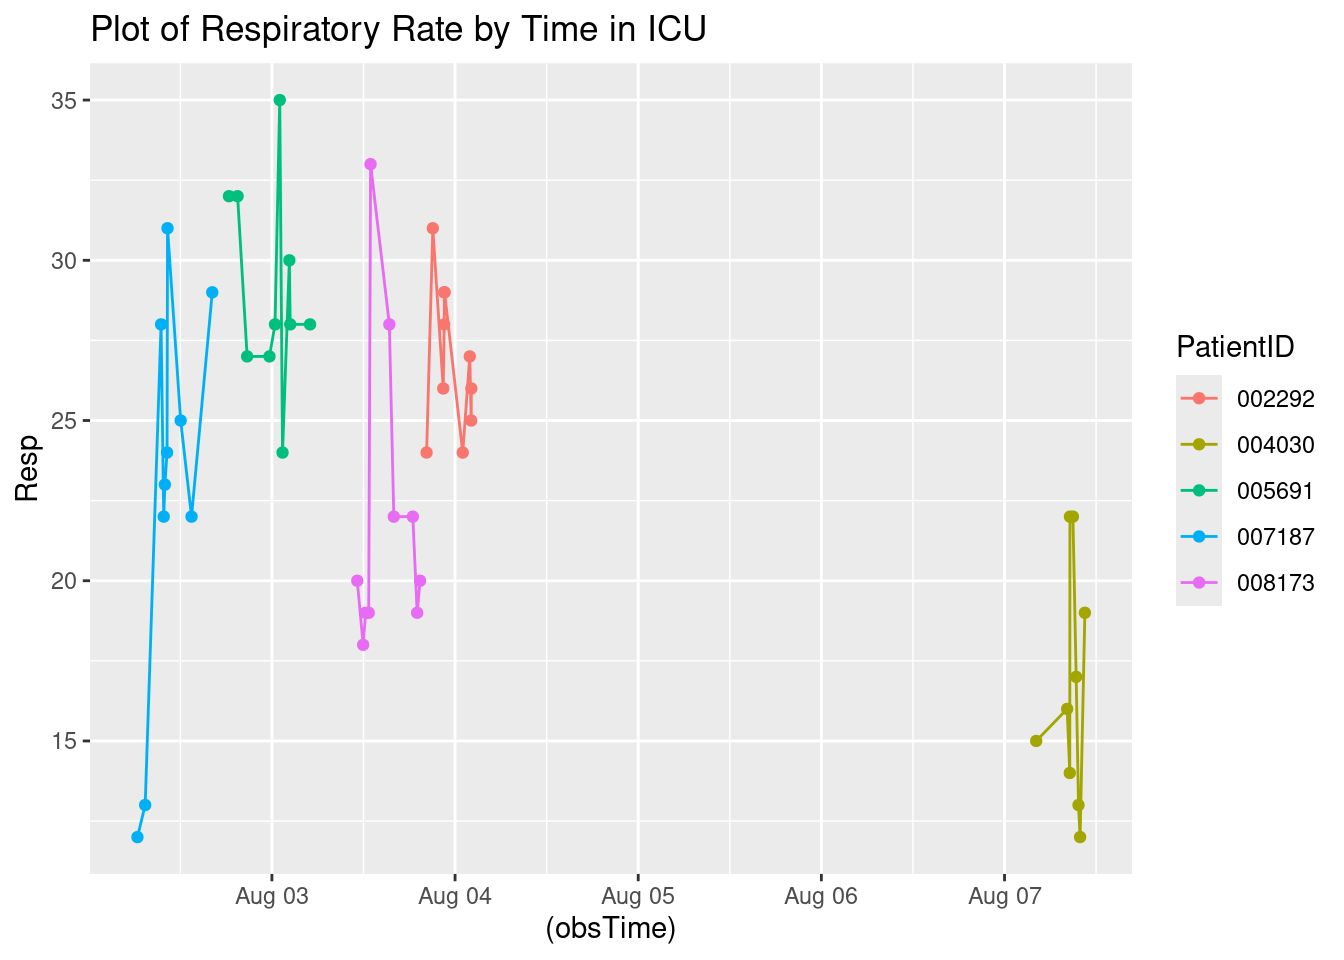 Plot of Respiratory Rate by Time in ICU
35
30
25
20
15
Resp
Aug 03 Aug 04 Aug 05 Aug 06 Aug 07
(obsTime)
PatientID
002292
004030
005691
007187
008173